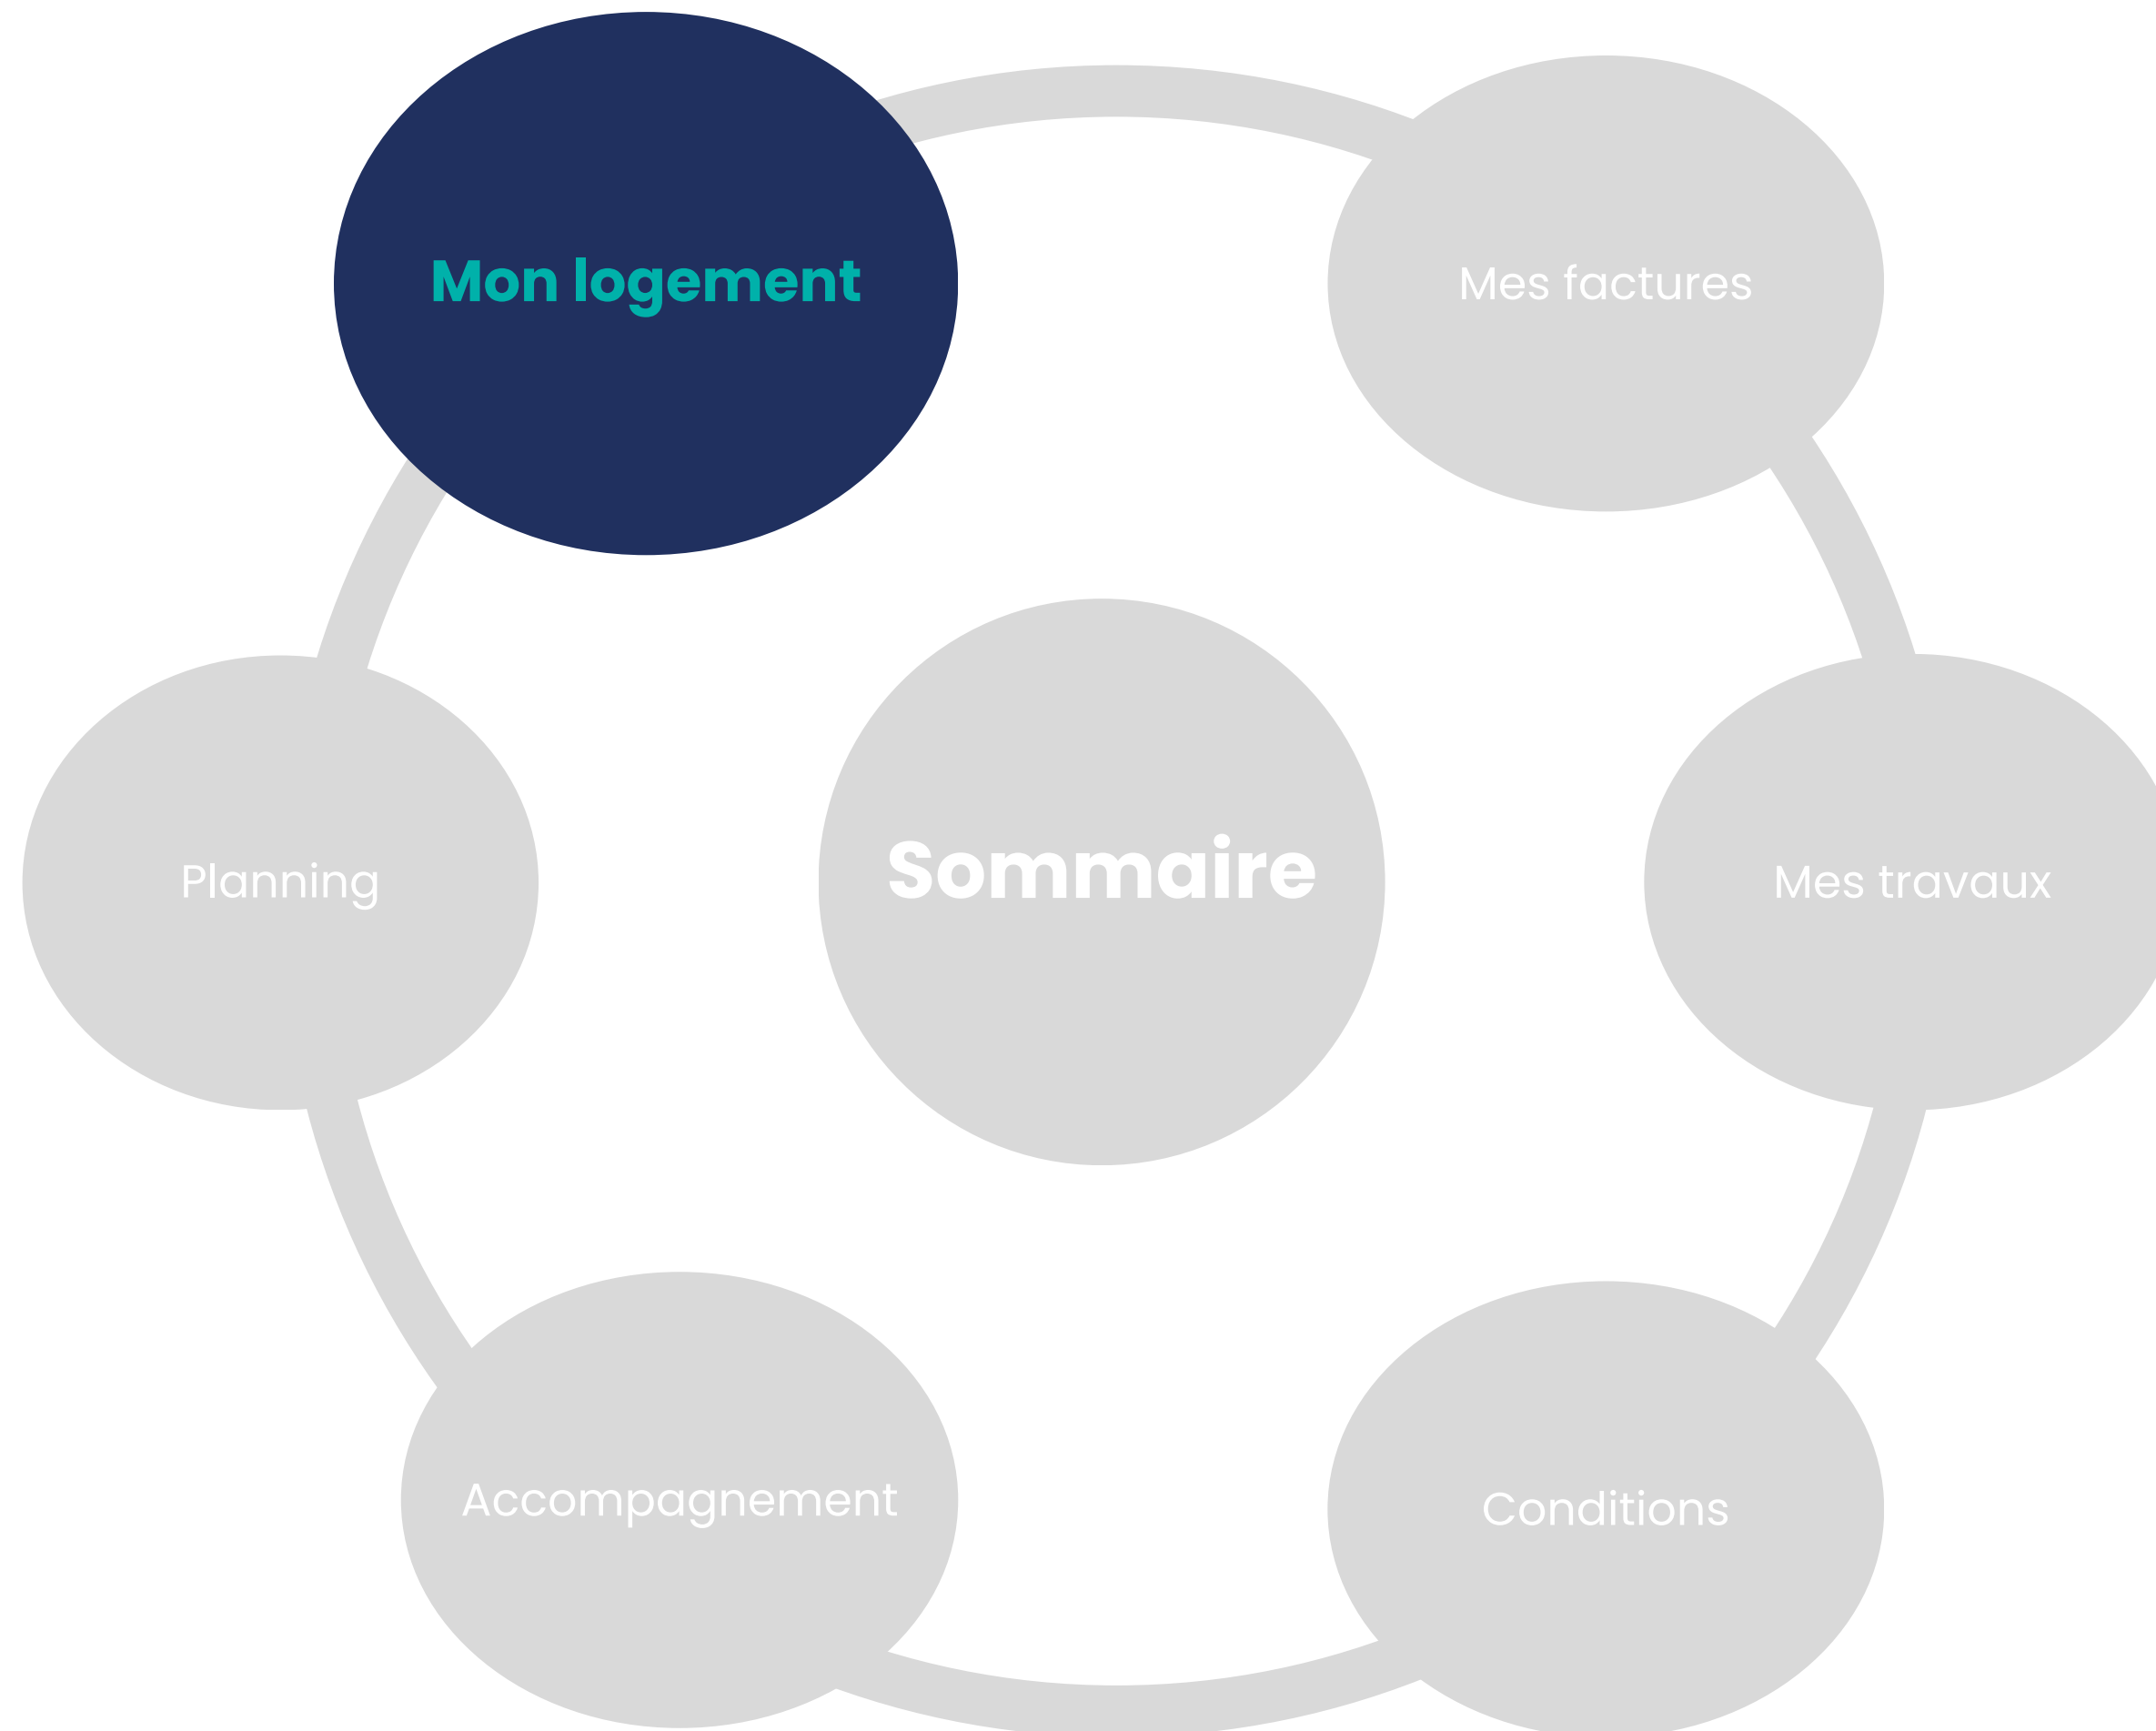 Mon logement
Mes factures
Planning
Sommaire
Mes travaux
Accompagnement
Conditions